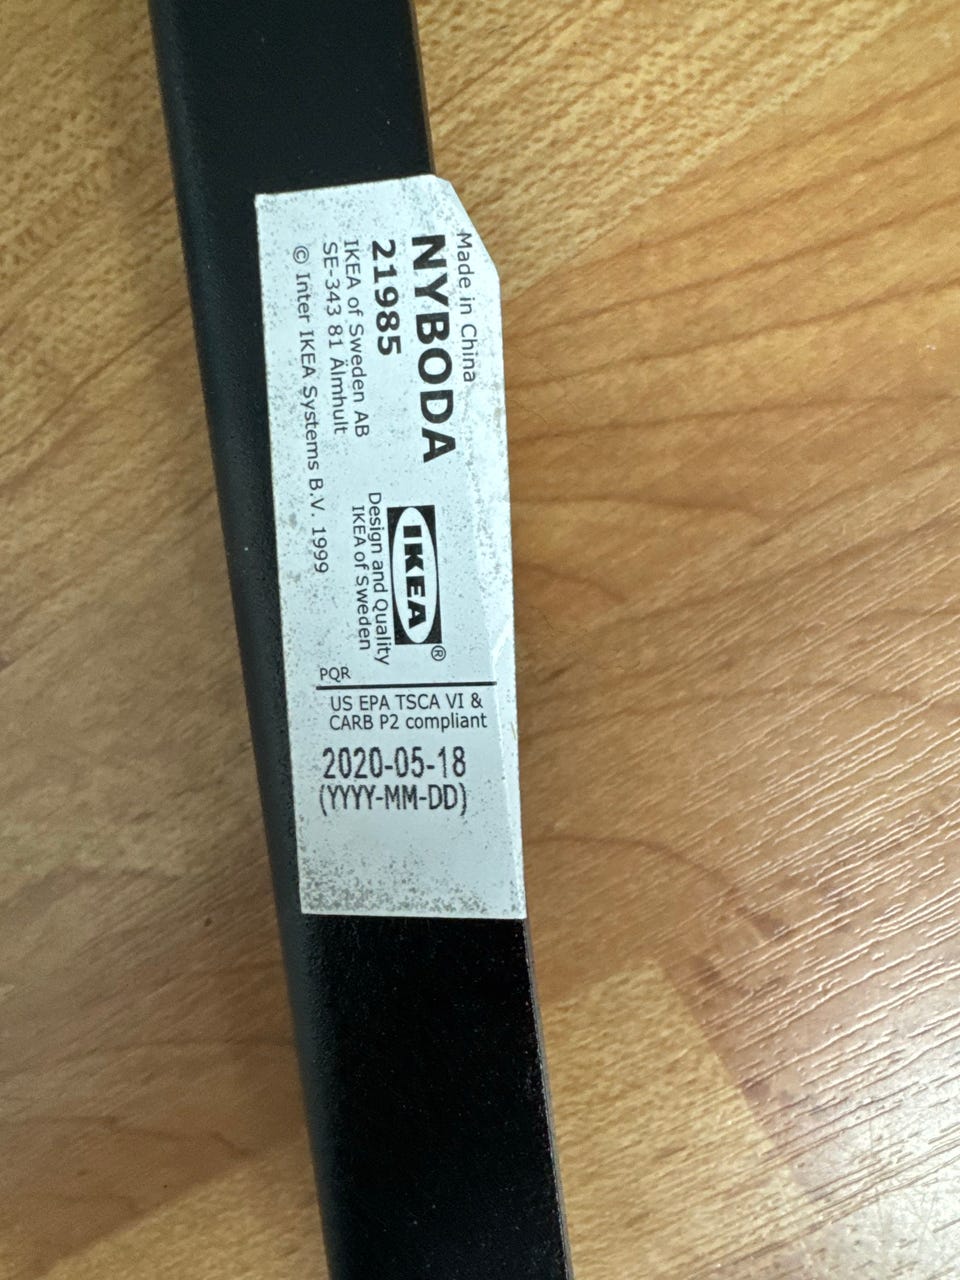 Made in China
NYBODA
21985
IKEA of Sweden AB
SE-343 81 Älmhult
© Inter IKEA Systems B.V. 1999
IKEA®
Design and Quality
IKEA of Sweden
PQR
US EPA TSCA VI &
CARB P2 compliant
2020-05-18
(YYYY-MM-DD)